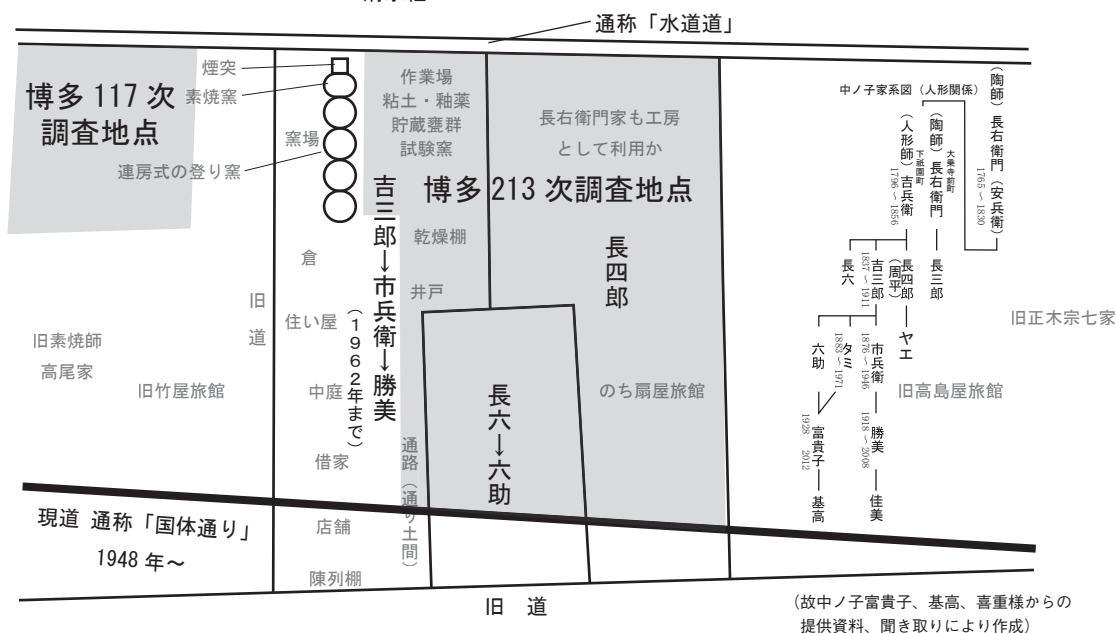 通称「水道道」
博多 117 次
調査地点
煙突
素焼窯
窯場
連房式の登り窯
作業場
粘土・釉薬
貯蔵甕群
試験窯
長右衛門家も工房
として利用か
博多 213 次調査地点
吉三郎→市兵衛→勝美
(1962年まで)
乾燥棚
井戸
長四郎
倉
住い屋
中庭
借家
旧道
旧素焼師
高尾家
旧竹屋旅館
長六→六助
のち扇屋旅館
通路(通り土間)
店舗
陳列棚
現道 通称「国体通り」
1948 年~
旧 道
中ノ子家系図(人形関係)
(陶師)長右衛門(安兵衛)
1765~1830
(陶師)長右衛門
大乗寺前町
(人形師)吉兵衛
下祇園町
1796~1856
長三郎
長四郎
(周平)
吉三郎
1837~1911
長六
ヤエ
市兵衛
1876~1946
タミ
1883~1971
六助
勝美
1918~2008
富貴子
1928 2012
佳美
基高
旧高島屋旅館
旧正木宗七家
(故中ノ子富貴子、基高、喜重様からの
提供資料、聞き取りにより作成)